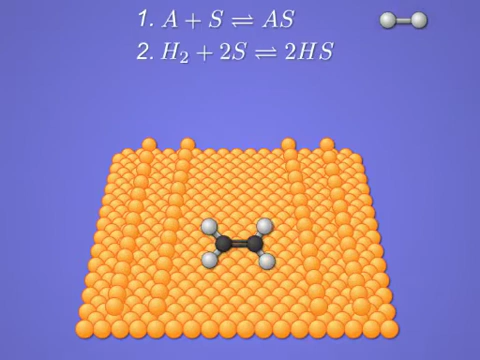 1. A + S ⇌ AS
2. H₂ + 2S ⇌ 2HS